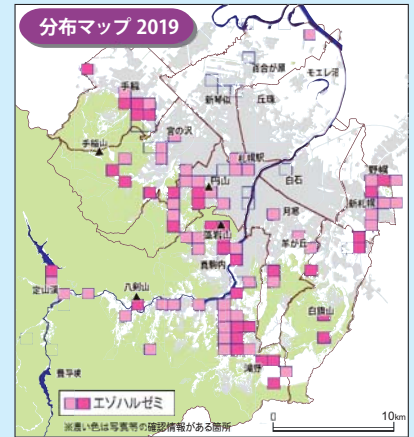 分布マップ 2019
百合が原
モエレ沼
手稲
新琴似
丘珠
宮の沢
手稲山
札幌駅
円山
白石
野幌
新札幌
月寒
藻岩山
羊が丘
真駒内
定山渓
八剣山
白旗山
豊平峡
滝野
エゾハルゼミ
※濃い色は写真等の確認情報がある箇所
0 10km